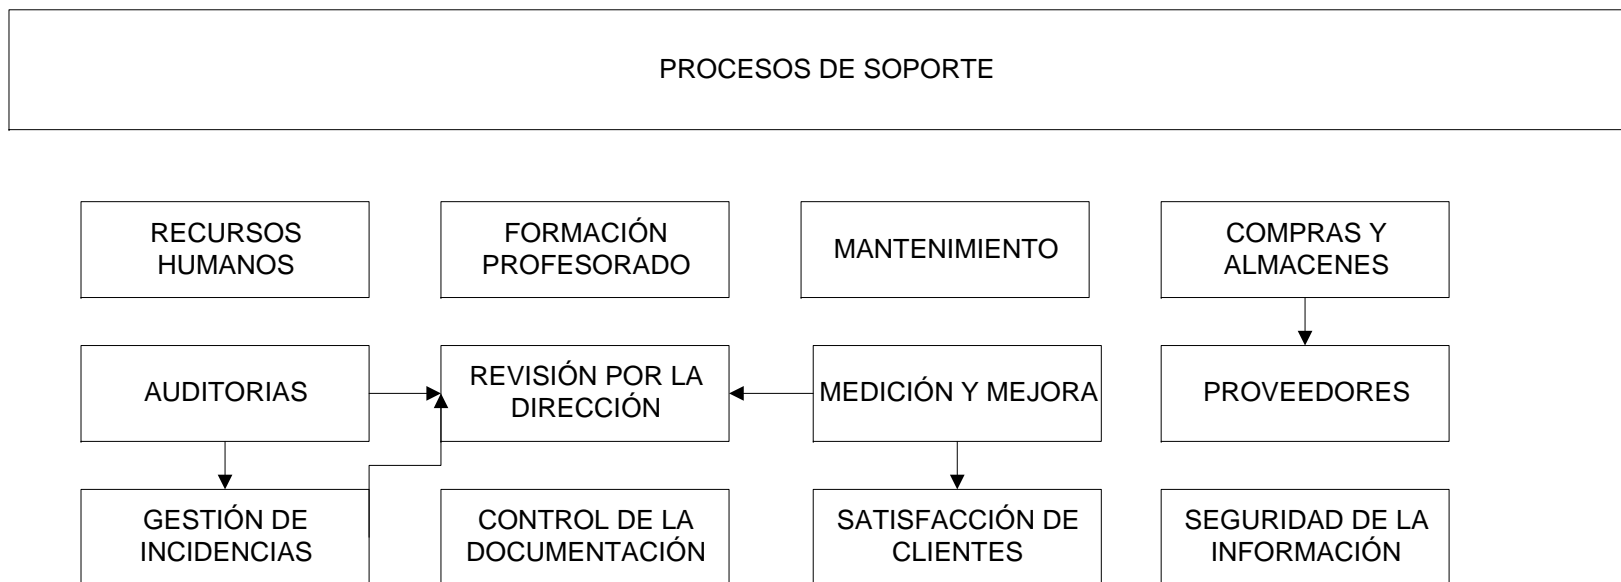 PROCESOS DE SOPORTE
RECURSOS
HUMANOS
FORMACIÓN
PROFESORADO
MANTENIMIENTO
COMPRAS Y
ALMACENES
AUDITORIAS
REVISIÓN POR LA
DIRECCIÓN
MEDICIÓN Y MEJORA
PROVEEDORES
GESTIÓN DE
INCIDENCIAS
CONTROL DE LA
DOCUMENTACIÓN
SATISFACCIÓN DE
CLIENTES
SEGURIDAD DE LA
INFORMACIÓN